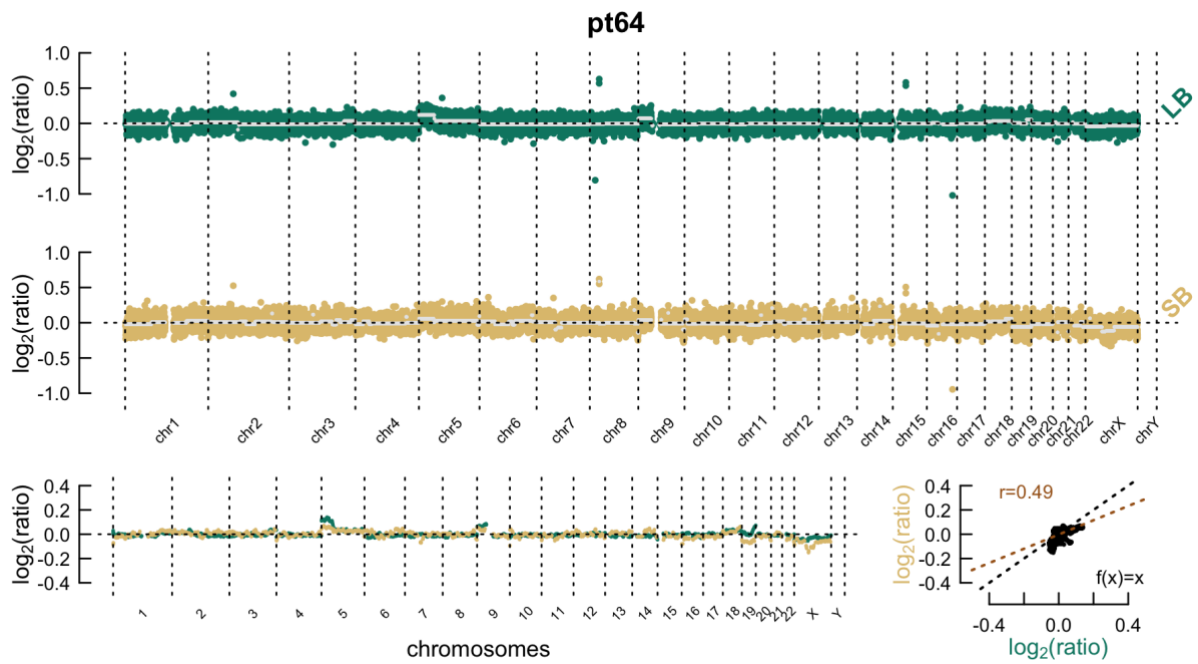 pt64
1.0
0.5
0.0
-0.5
-1.0
log2(ratio)
LB
1.0
0.5
0.0
-0.5
-1.0
log2(ratio)
SB
chr1 chr2 chr3 chr4 chr5 chr6 chr7 chr8 chr9 chr10 chr11 chr12 chr13 chr14 chr15 chr16 chr17 chr18 chr19 chr20 chr21 chr22 chrX chrY
0.4
0.2
0.0
-0.2
-0.4
log2(ratio)
1 2 3 4 5 6 7 8 9 10 11 12 13 14 15 16 17 18 19 20 21 22 X Y
chromosomes
0.4
0.2
0.0
-0.2
-0.4
log2(ratio)
r=0.49
f(x)=x
-0.4 0.0 0.4
log2(ratio)